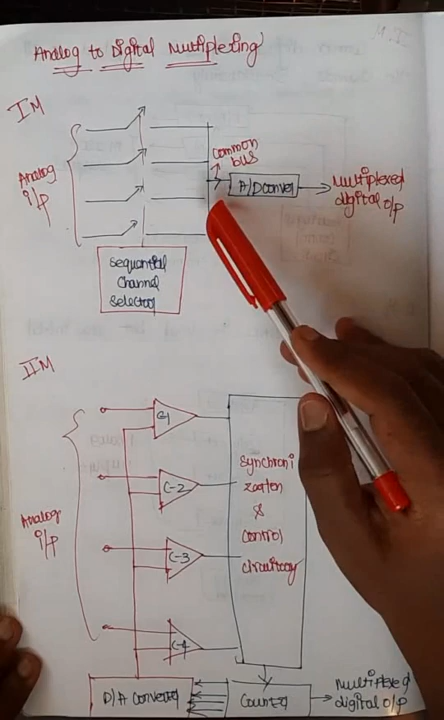 Analog to Digital Multiplexing
I M
Analog
i/p
Common
bus
A/D conver
Multiplexed
digital o/p
Sequential
Channel
Selector
II M
Analog
i/p
C-1
C-2
C-3
C-4
Synchroni
zation
&
control
circuitory
D/A Converter
Counter
Multiplexed
digital o/p